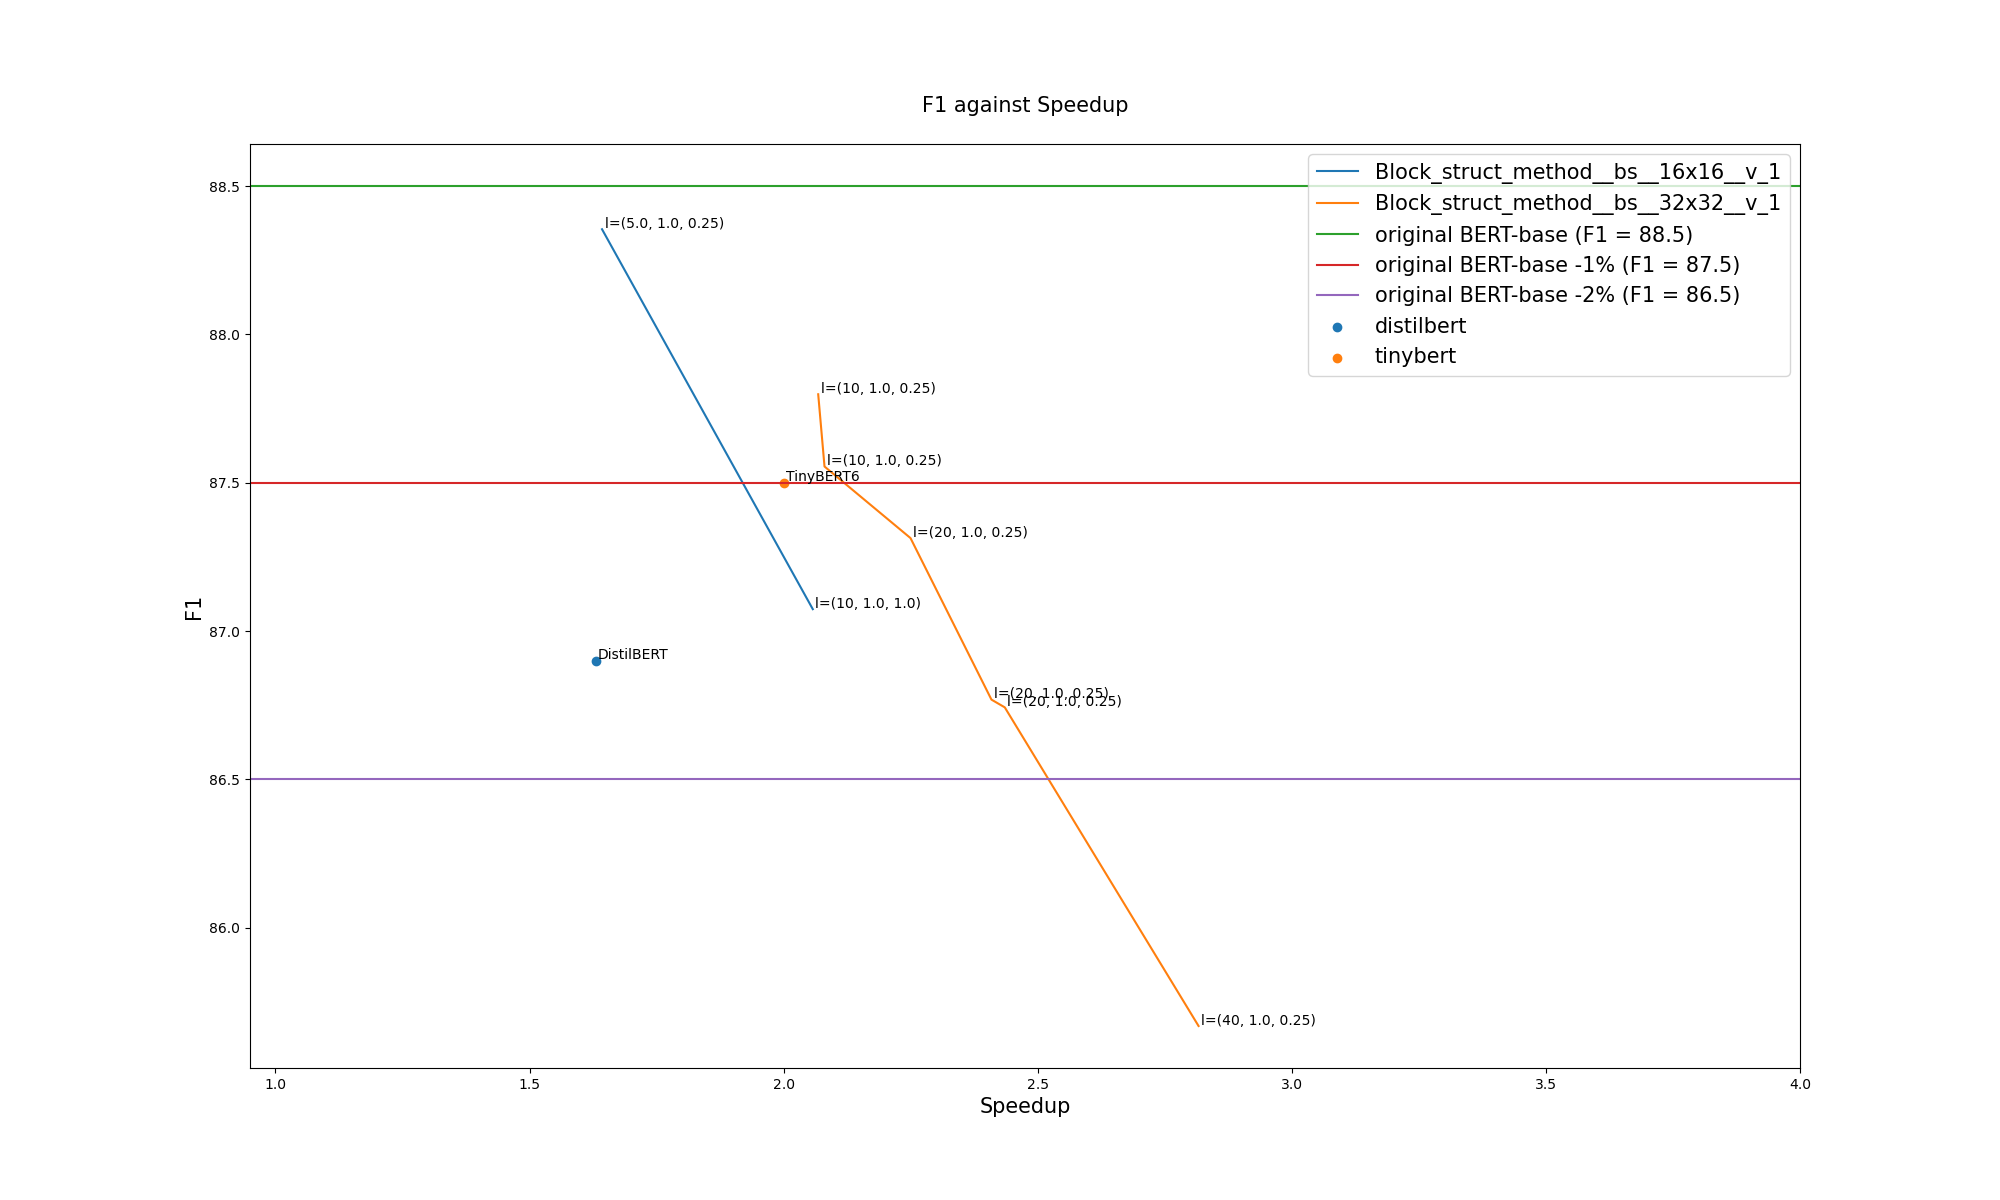 F1 against Speedup
Block_struct_method__bs__16x16__v_1
Block_struct_method__bs__32x32__v_1
original BERT-base (F1 = 88.5)
original BERT-base -1% (F1 = 87.5)
original BERT-base -2% (F1 = 86.5)
distilbert
tinybert
88.5
88.0
87.5
87.0
86.5
86.0
F1
l=(5.0, 1.0, 0.25)
l=(10, 1.0, 0.25)
l=(10, 1.0, 0.25)
TinyBERT6
l=(20, 1.0, 0.25)
l=(10, 1.0, 1.0)
DistilBERT
l=(20, 1.0, 0.25)
l=(20, 1.0, 0.25)
l=(40, 1.0, 0.25)
1.0
1.5
2.0
2.5
3.0
3.5
4.0
Speedup